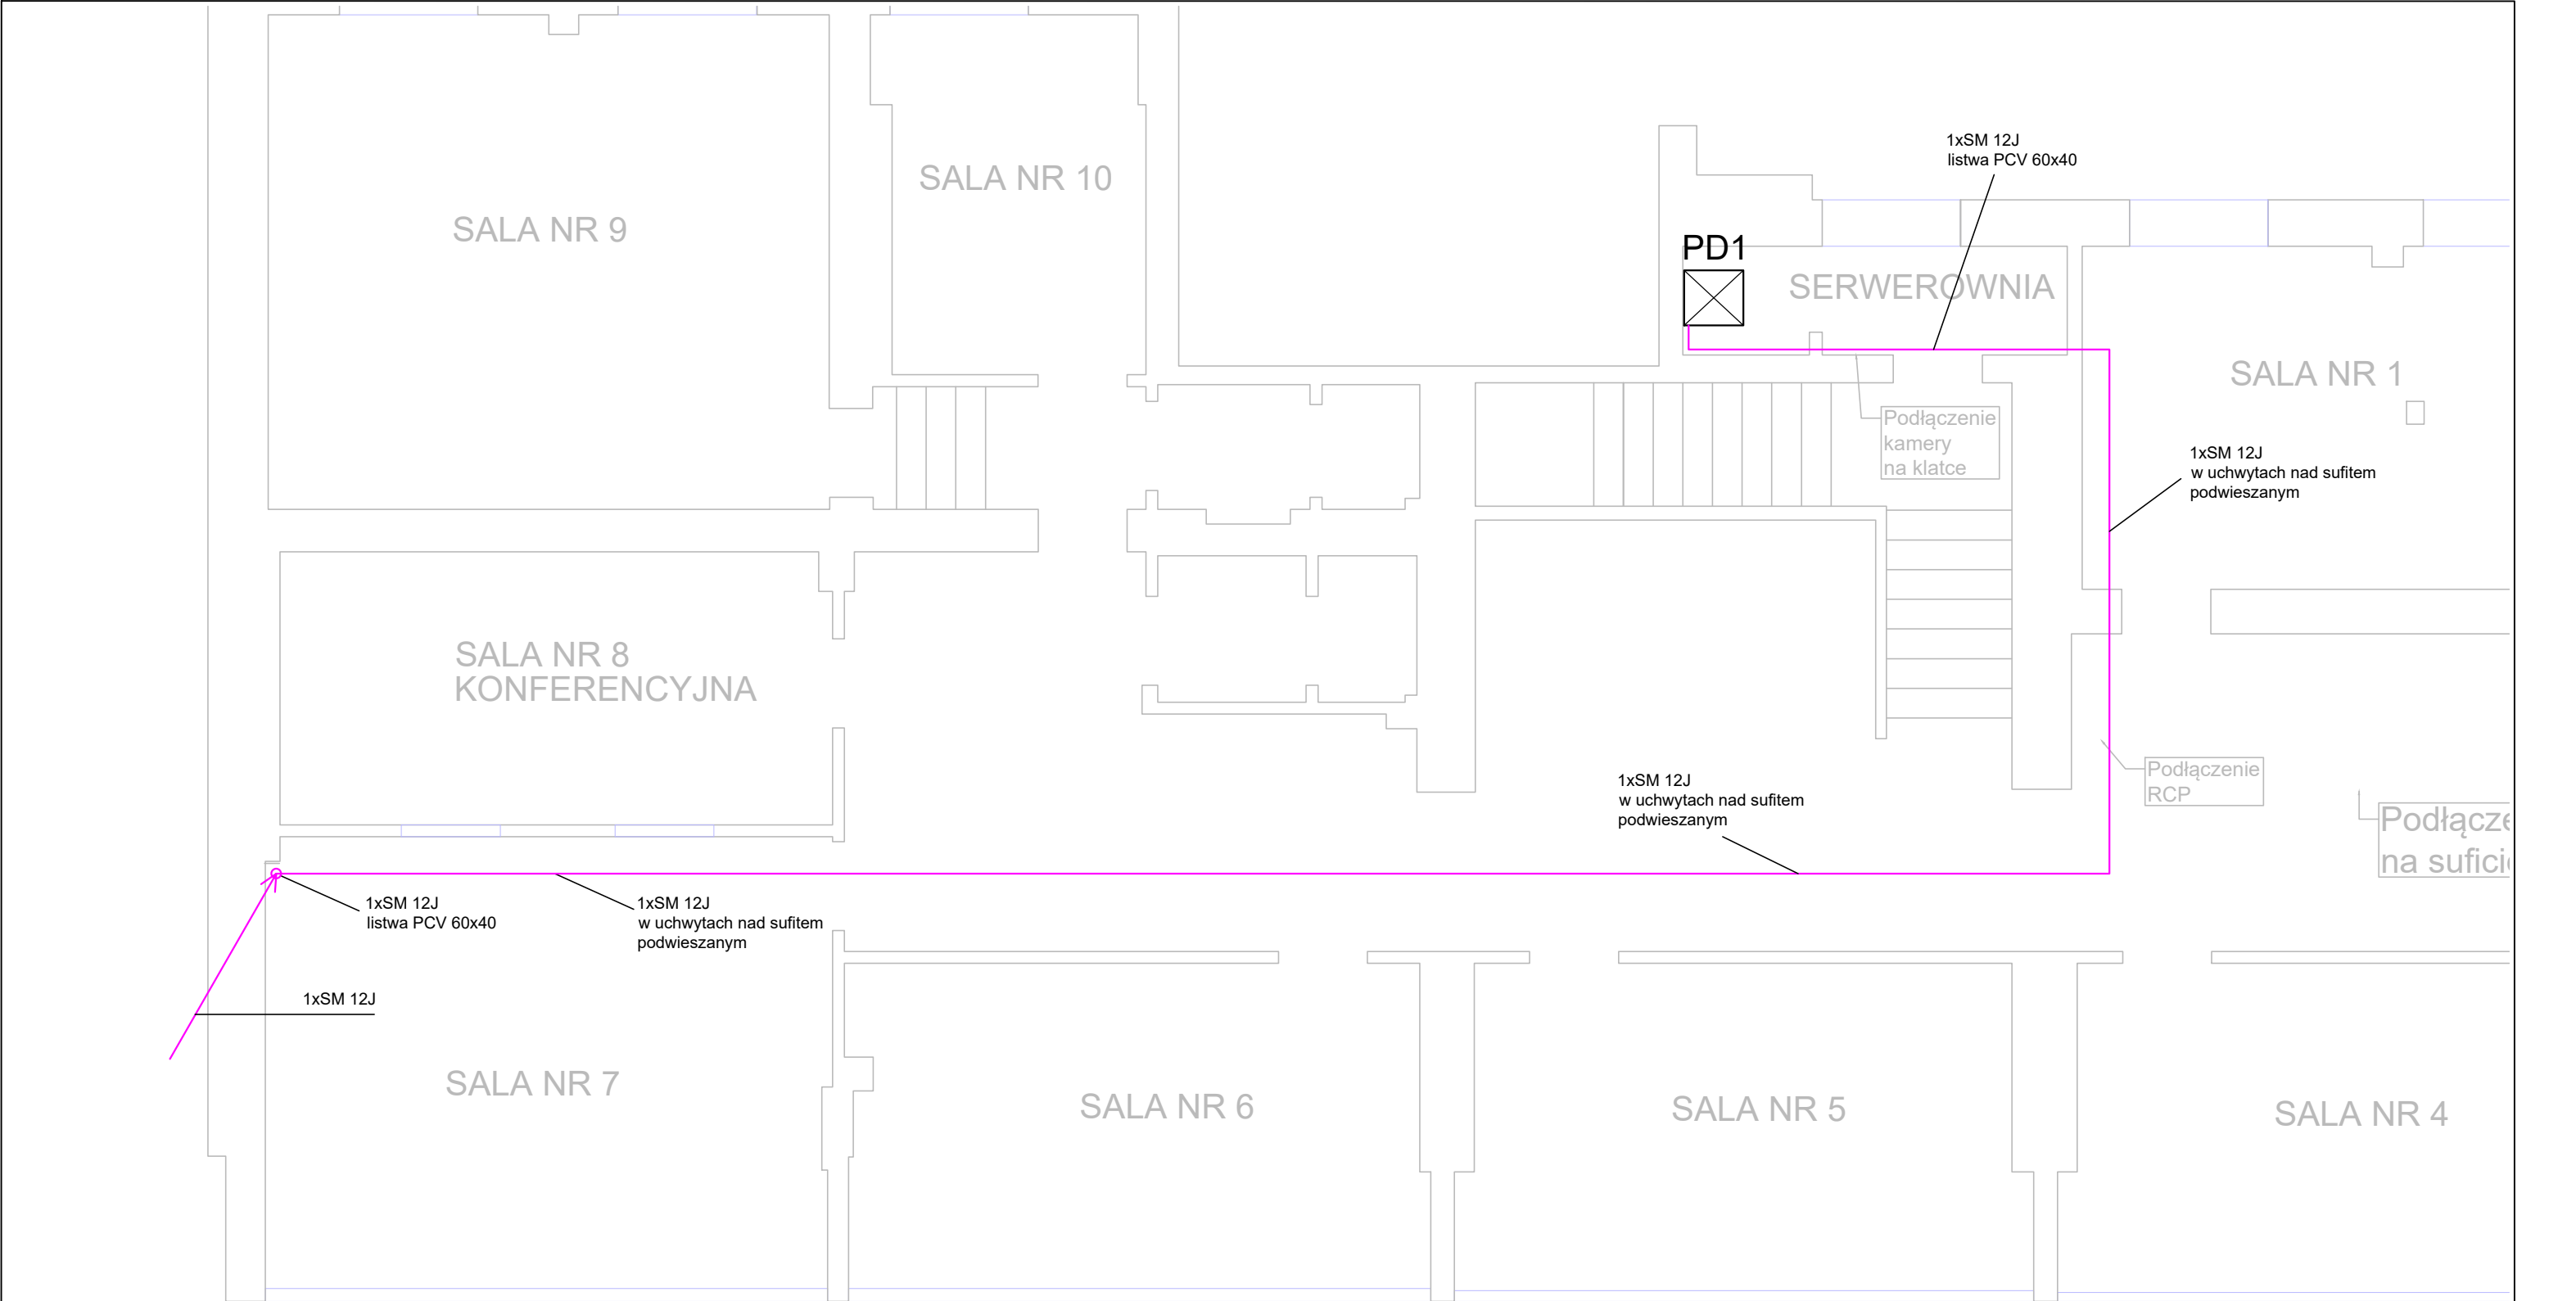 1xSM 12J
listwa PCV 60x40
SALA NR 10
SALA NR 9
PD1
SERWEROWNIA
SALA NR 1
Podłączenie
kamery
na klatce
1xSM 12J
w uchwytach nad sufitem
podwieszanym
SALA NR 8
KONFERENCYJNA
1xSM 12J
w uchwytach nad sufitem
podwieszanym
Podłączenie
RCP
1xSM 12J
listwa PCV 60x40
1xSM 12J
w uchwytach nad sufitem
podwieszanym
na
1xSM 12J
SALA NR 7
SALA NR 6
SALA NR 5
SALA NR 4